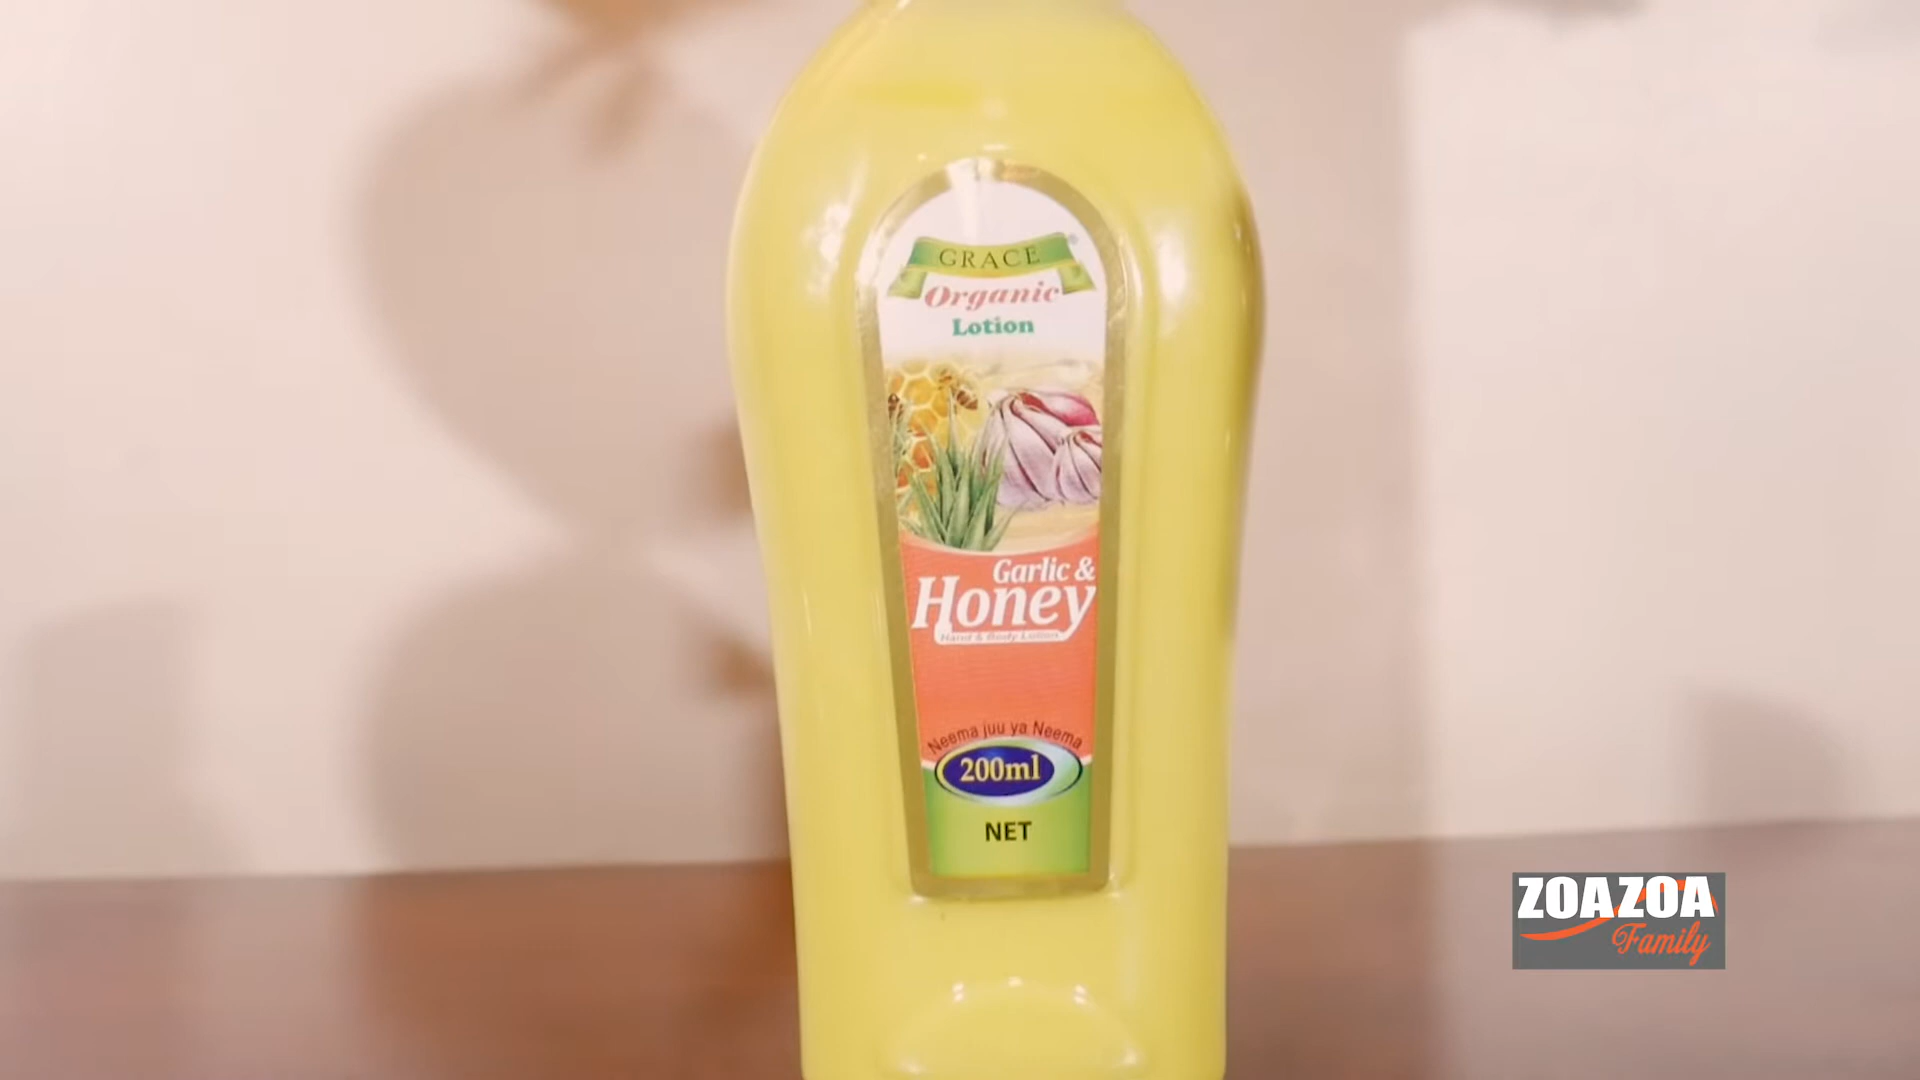 GRACE
Organic
Lotion
Garlic &
Honey
Hand & Body Lotion
Neema juu ya Neema
200ml
NET
ZOAZOA
Family